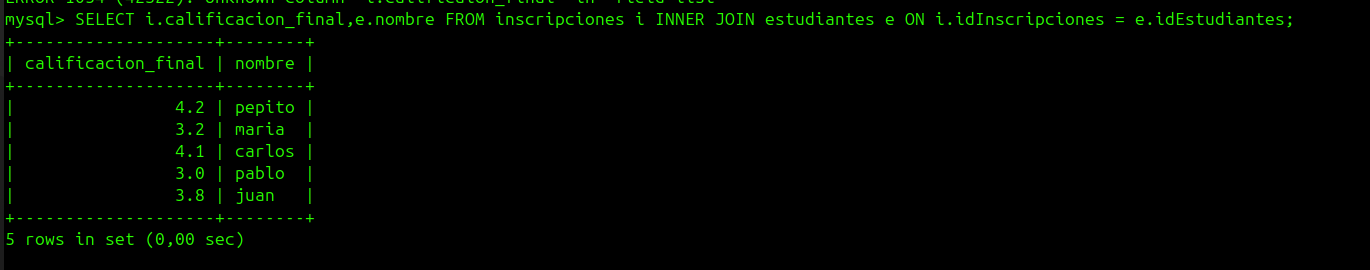 mysql> SELECT i.calificacion_final,e.nombre FROM inscripciones i INNER JOIN estudiantes e ON i.idInscripciones = e.idEstudiantes;
+--------------------+--------+
| calificacion_final | nombre |
+--------------------+--------+
|                4.2 | pepito |
|                3.2 | maria  |
|                4.1 | carlos |
|                3.0 | pablo  |
|                3.8 | juan   |
+--------------------+--------+
5 rows in set (0,00 sec)